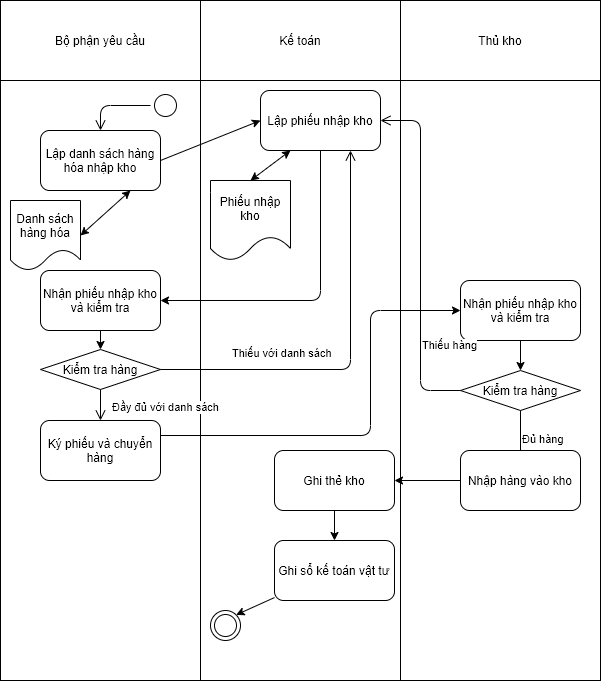 Bộ phận yêu cầu
Kế toán
Thủ kho
Lập danh sách hảng
hóa nhập kho
Lập phiếu nhập kho
Danh sách
hảng hóa
Phiếu nhập
kho
Nhận phiếu nhập kho
và kiểm tra
Nhận phiếu nhập kho
và kiểm tra
Thiếu với danh sách
Thiếu hàng
Kiểm tra hàng
Kiểm tra hàng
Đầy đủ với danh sách
Ký phiếu và chuyển
hàng
Đủ hàng
Ghi thẻ kho
Nhập hàng vào kho
Ghi sổ kế toán vật tư